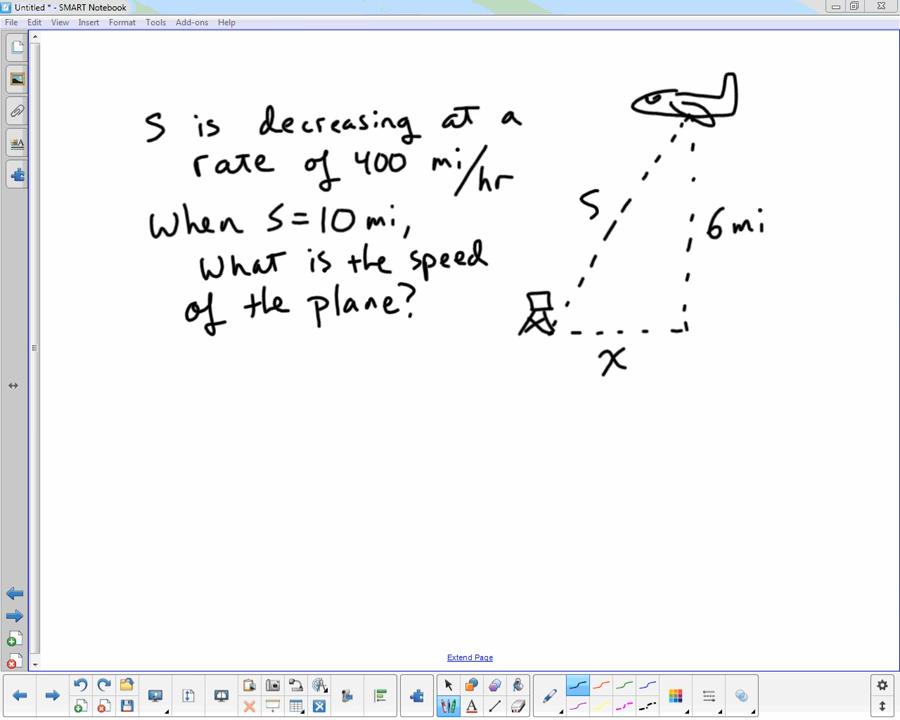 Untitled * - SMART Notebook
File Edit View Insert Format Tools Add-ons Help
S is decreasing at a
rate of 400 mi/hr
When S = 10 mi,
What is the speed
of the plane?
S
6 mi
x
Extend Page